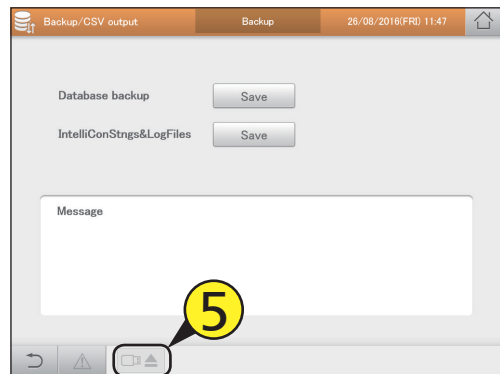 Backup/CSV output Backup 26/08/2016(FRI) 11:47
Database backup Save
IntelliConStngs&LogFiles Save
Message
5